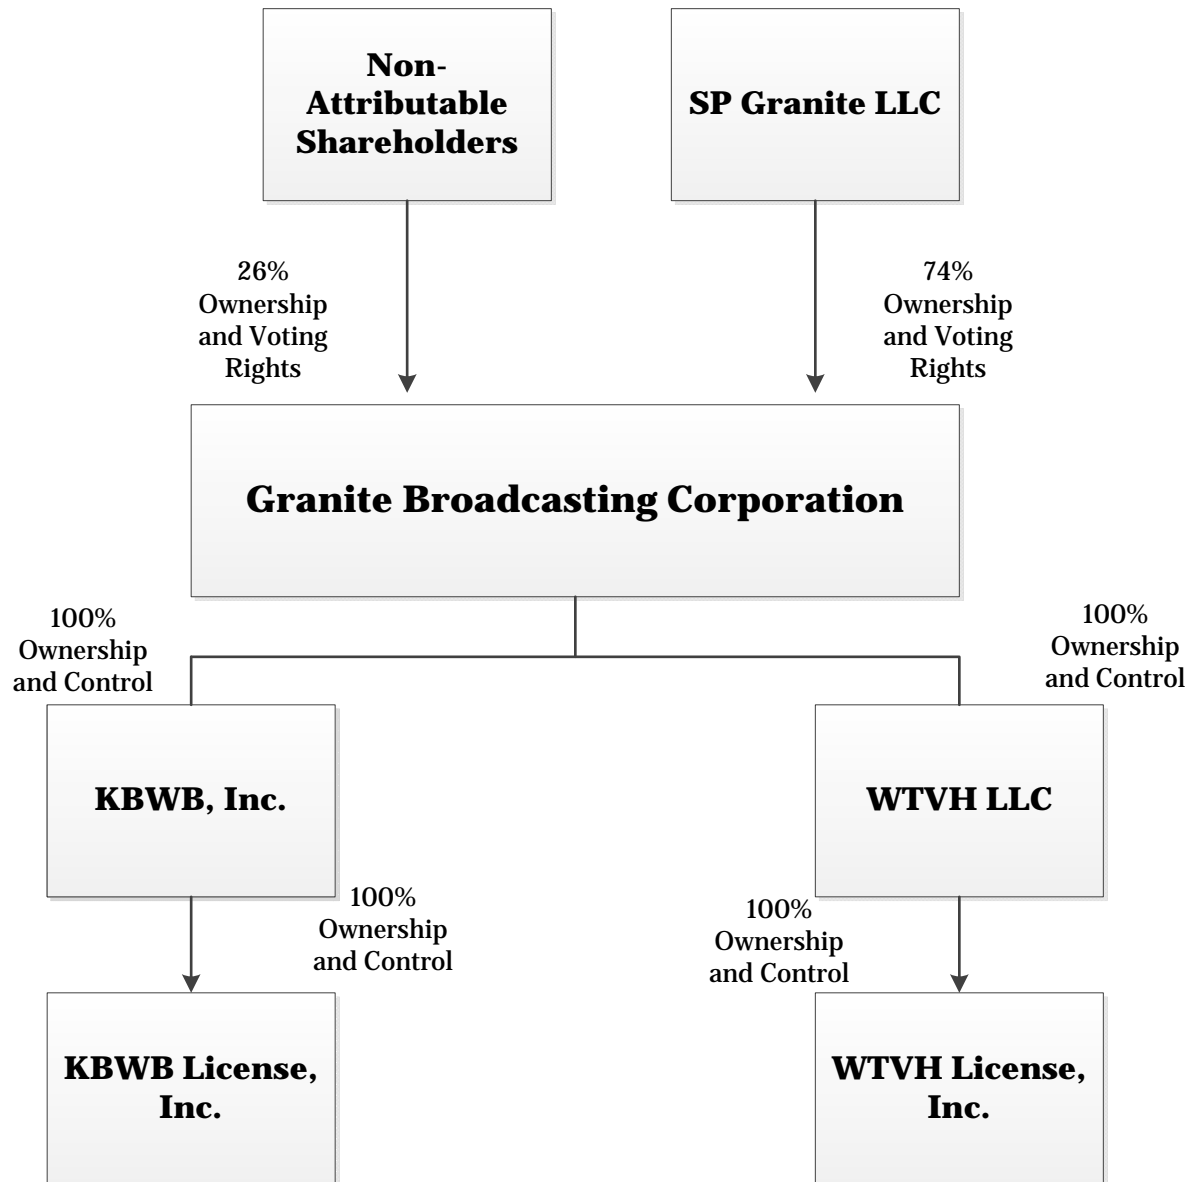 Non-
Attributable
Shareholders
SP Granite LLC
26%
Ownership
and Voting
Rights
74%
Ownership
and Voting
Rights
Granite Broadcasting Corporation
100%
Ownership
and Control
100%
Ownership
and Control
KBWB, Inc.
WTVH LLC
100%
Ownership
and Control
100%
Ownership
and Control
KBWB License,
Inc.
WTVH License,
Inc.